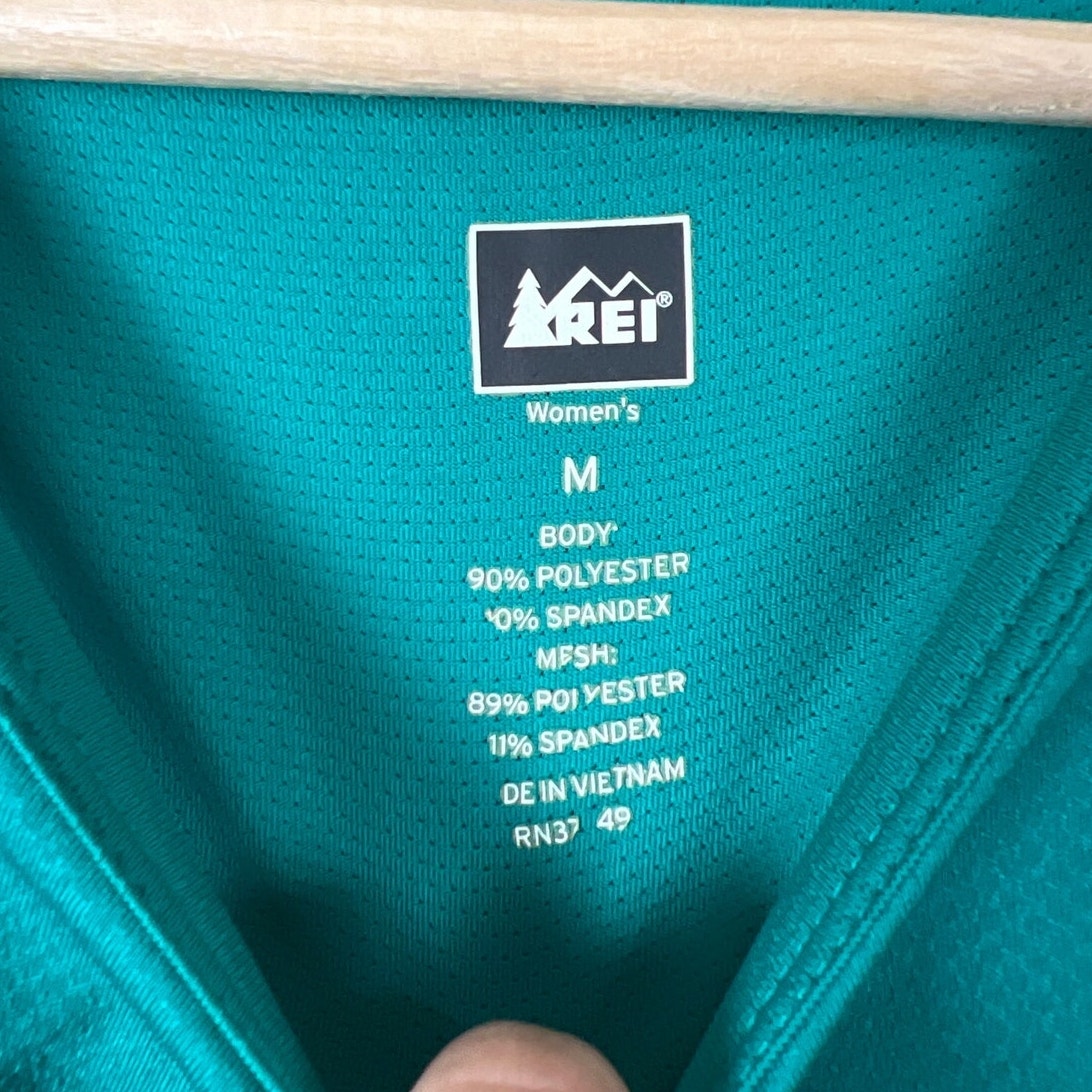 REI®
Women's
M
BODY:
90% POLYESTER
10% SPANDEX
MESH:
89% POLYESTER
11% SPANDEX
DE IN VIETNAM
RN37 49